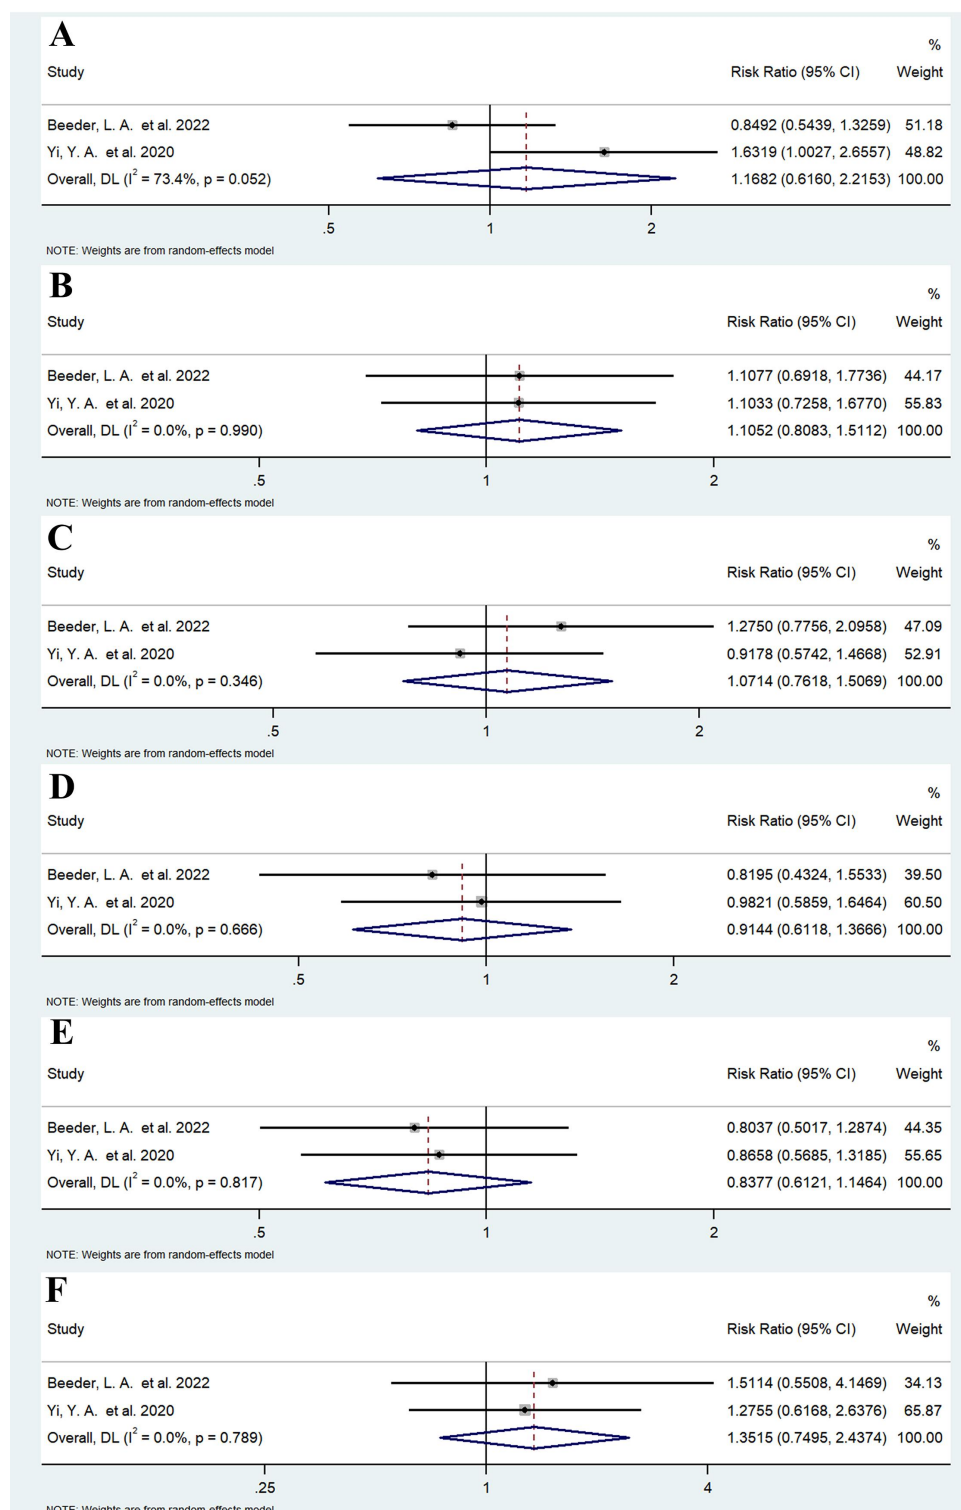 A
%
Study Risk Ratio (95% CI) Weight
Beeder, L. A. et al. 2022 0.8492 (0.5439, 1.3259) 51.18
Yi, Y. A. et al. 2020 1.6319 (1.0027, 2.6557) 48.82
Overall, DL (I² = 73.4%, p = 0.052) 1.1682 (0.6160, 2.2153) 100.00
.5 1 2
NOTE: Weights are from random-effects model
B
%
Study Risk Ratio (95% CI) Weight
Beeder, L. A. et al. 2022 1.1077 (0.6918, 1.7736) 44.17
Yi, Y. A. et al. 2020 1.1033 (0.7258, 1.6770) 55.83
Overall, DL (I² = 0.0%, p = 0.990) 1.1052 (0.8083, 1.5112) 100.00
.5 1 2
NOTE: Weights are from random-effects model
C
%
Study Risk Ratio (95% CI) Weight
Beeder, L. A. et al. 2022 1.2750 (0.7756, 2.0958) 47.09
Yi, Y. A. et al. 2020 0.9178 (0.5742, 1.4668) 52.91
Overall, DL (I² = 0.0%, p = 0.346) 1.0714 (0.7618, 1.5069) 100.00
.5 1 2
NOTE: Weights are from random-effects model
D
%
Study Risk Ratio (95% CI) Weight
Beeder, L. A. et al. 2022 0.8195 (0.4324, 1.5533) 39.50
Yi, Y. A. et al. 2020 0.9821 (0.5859, 1.6464) 60.50
Overall, DL (I² = 0.0%, p = 0.666) 0.9144 (0.6118, 1.3666) 100.00
.5 1 2
NOTE: Weights are from random-effects model
E
%
Study Risk Ratio (95% CI) Weight
Beeder, L. A. et al. 2022 0.8037 (0.5017, 1.2874) 44.35
Yi, Y. A. et al. 2020 0.8658 (0.5685, 1.3185) 55.65
Overall, DL (I² = 0.0%, p = 0.817) 0.8377 (0.6121, 1.1464) 100.00
.5 1 2
NOTE: Weights are from random-effects model
F
%
Study Risk Ratio (95% CI) Weight
Beeder, L. A. et al. 2022 1.5114 (0.5508, 4.1469) 34.13
Yi, Y. A. et al. 2020 1.2755 (0.6168, 2.6376) 65.87
Overall, DL (I² = 0.0%, p = 0.789) 1.3515 (0.7495, 2.4374) 100.00
.25 1 4
NOTE: Weights are from random-effects model